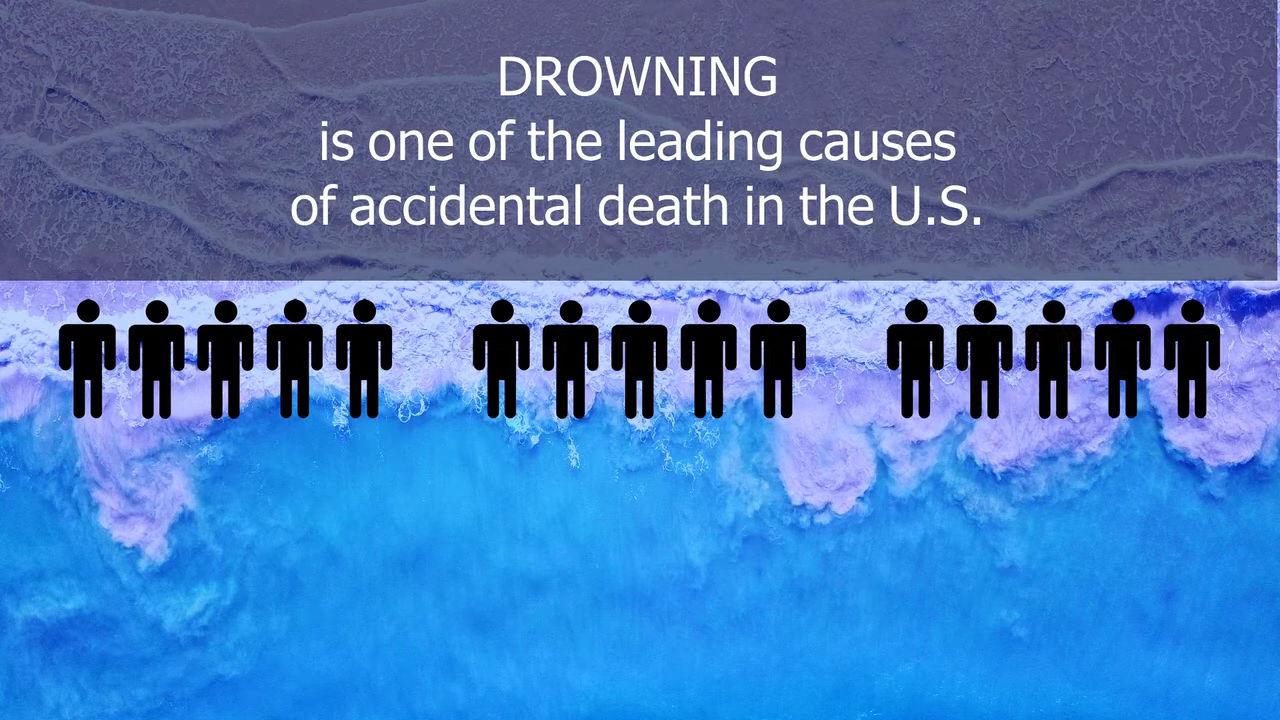 DROWNING
is one of the leading causes
of accidental death in the U.S.